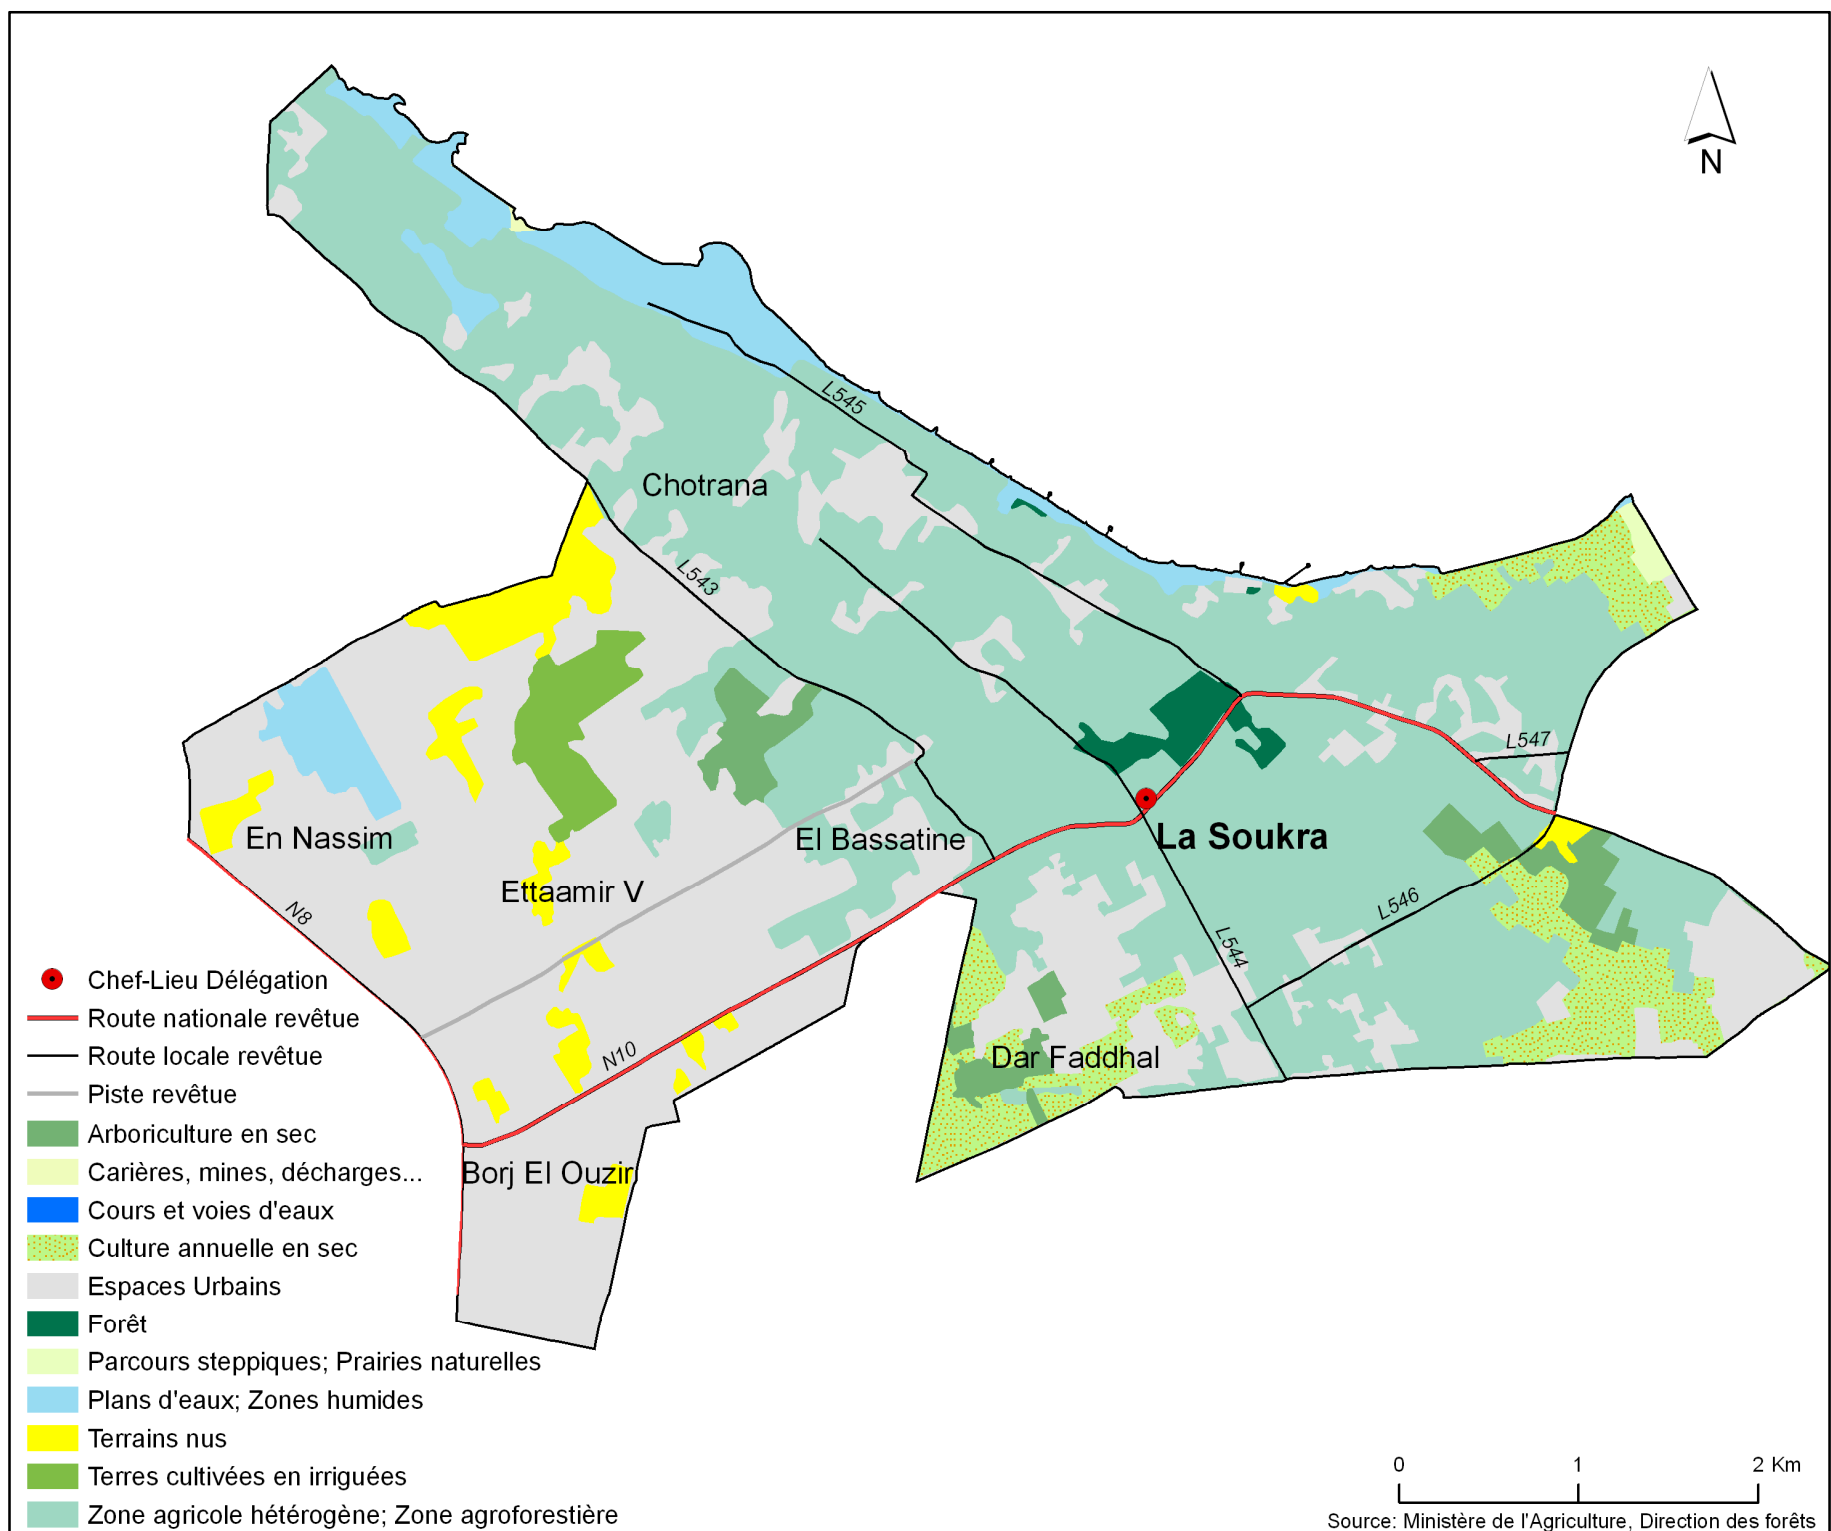 N
L545
Chotrana
L543
L547
En Nassim
El Bassatine
La Soukra
Ettaamir V
N8
L546
L544
Dar Faddhal
N10
Borj El Ouzir
Chef-Lieu Délégation
Route nationale revêtue
Route locale revêtue
Piste revêtue
Arboriculture en sec
Carières, mines, décharges...
Cours et voies d'eaux
Culture annuelle en sec
Espaces Urbains
Forêt
Parcours steppiques; Prairies naturelles
Plans d'eaux; Zones humides
Terrains nus
Terres cultivées en irriguées
Zone agricole hétérogène; Zone agroforestière
0 1 2 Km
Source: Ministère de l'Agriculture, Direction des forêts